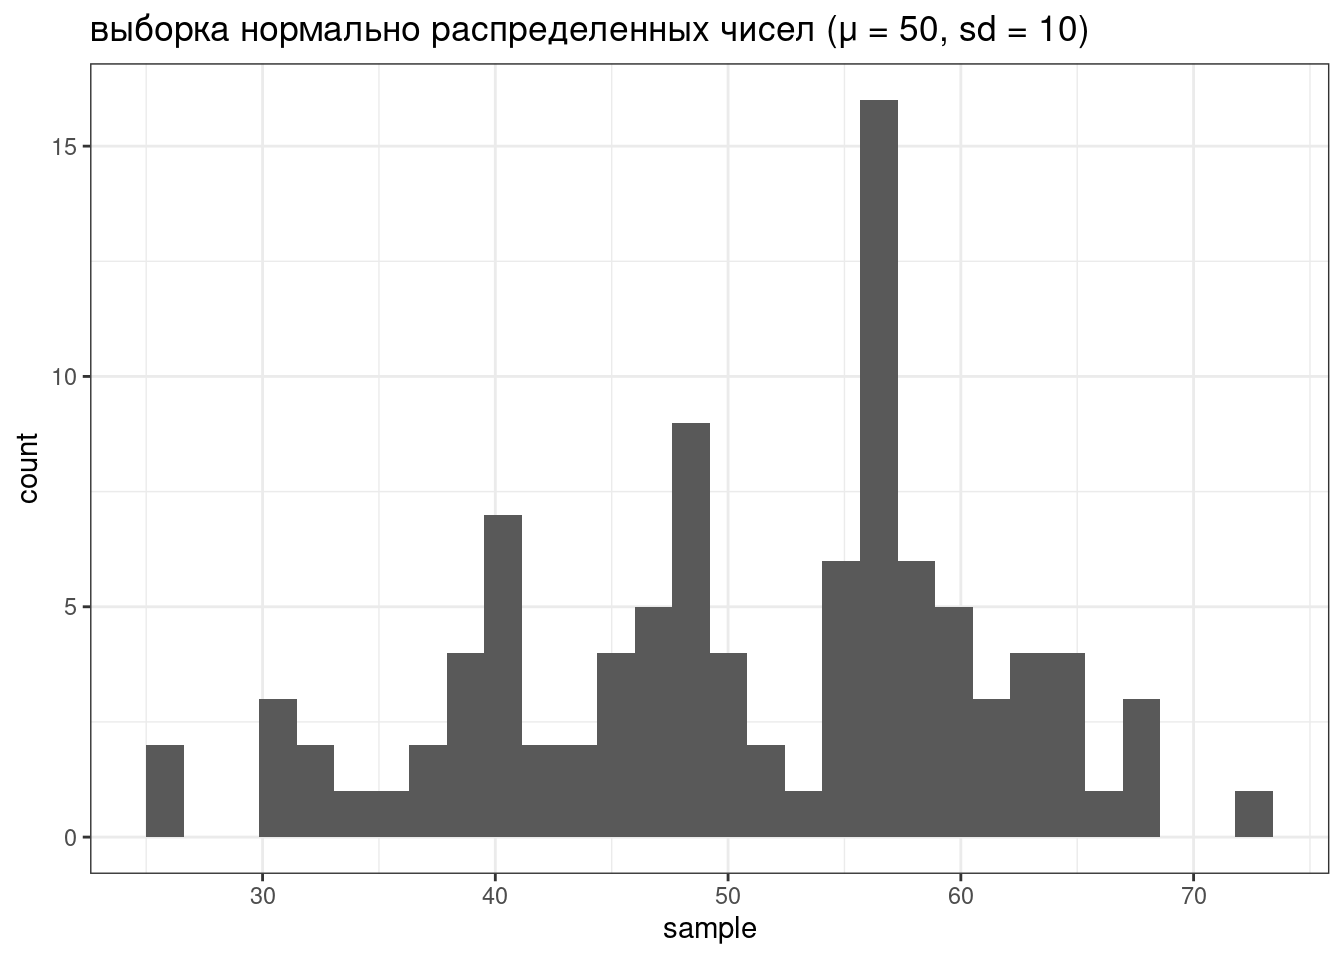 выборка нормально распределенных чисел (μ = 50, sd = 10)
15
10
5
0
count
30 40 50 60 70
sample